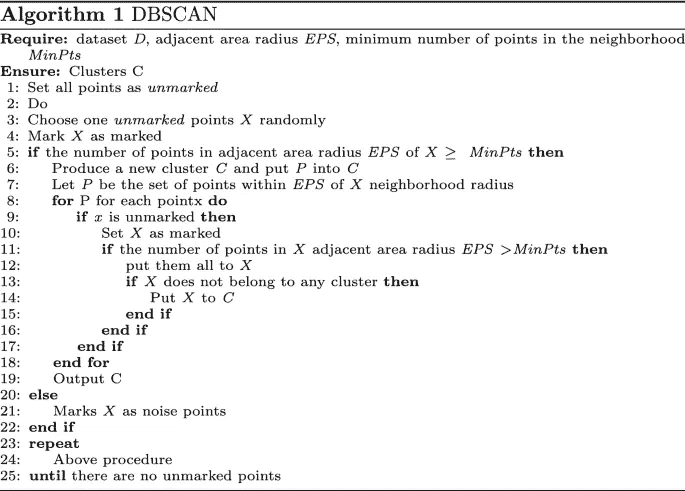 Algorithm 1 DBSCAN
Require: dataset D, adjacent area radius EPS, minimum number of points in the neighborhood
MinPts
Ensure: Clusters C
1: Set all points as unmarked
2: Do
3: Choose one unmarked points X randomly
4: Mark X as marked
5: if the number of points in adjacent area radius EPS of X ≥ MinPts then
6: Produce a new cluster C and put P into C
7: Let P be the set of points within EPS of X neighborhood radius
8: for P for each pointx do
9: if x is unmarked then
10: Set X as marked
11: if the number of points in X adjacent area radius EPS >MinPts then
12: put them all to X
13: if X does not belong to any cluster then
14: Put X to C
15: end if
16: end if
17: end if
18: end for
19: Output C
20: else
21: Marks X as noise points
22: end if
23: repeat
24: Above procedure
25: until there are no unmarked points